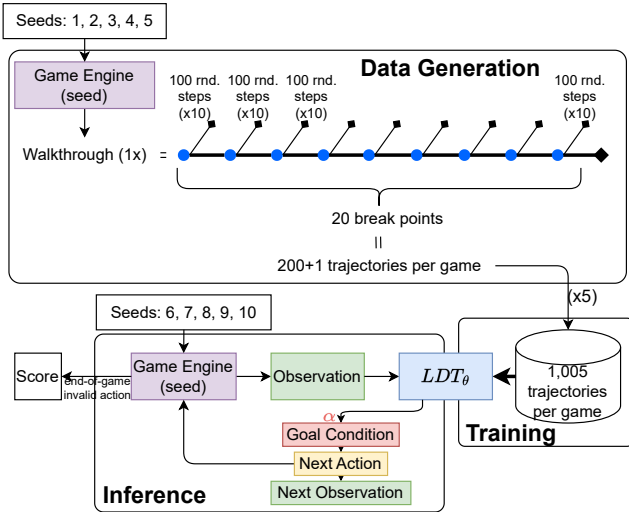 Seeds: 1, 2, 3, 4, 5
Data Generation
Game Engine
(seed)
100 rnd.
steps
(x10)
100 rnd.
steps
(x10)
100 rnd.
steps
(x10)
100 rnd.
steps
(x10)
Walkthrough (1x)
=
20 break points
=
200+1 trajectories per game
(x5)
Seeds: 6, 7, 8, 9, 10
Score
end-of-game
invalid action
Game Engine
(seed)
Observation
LDTθ
1,005
trajectories
per game
α
Goal Condition
Next Action
Next Observation
Training
Inference